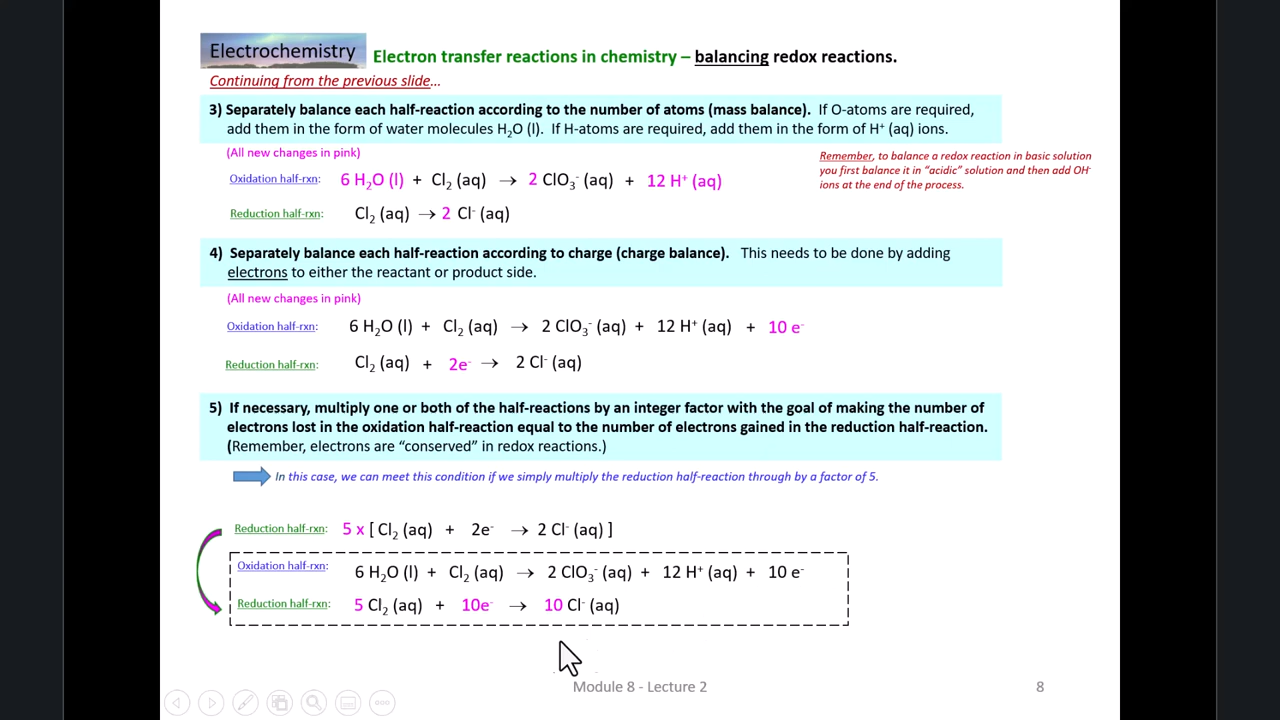 Electrochemistry Electron transfer reactions in chemistry – balancing redox reactions.
Continuing from the previous slide…
3) Separately balance each half-reaction according to the number of atoms (mass balance). If O-atoms are required,
add them in the form of water molecules H₂O (l). If H-atoms are required, add them in the form of H⁺ (aq) ions.
(All new changes in pink)
Remember, to balance a redox reaction in basic solution
you first balance it in “acidic” solution and then add OH⁻
ions at the end of the process.
Oxidation half-rxn: 6 H₂O (l) + Cl₂ (aq) → 2 ClO₃⁻ (aq) + 12 H⁺ (aq)
Reduction half-rxn: Cl₂ (aq) → 2 Cl⁻ (aq)
4) Separately balance each half-reaction according to charge (charge balance). This needs to be done by adding
electrons to either the reactant or product side.
(All new changes in pink)
Oxidation half-rxn: 6 H₂O (l) + Cl₂ (aq) → 2 ClO₃⁻ (aq) + 12 H⁺ (aq) + 10 e⁻
Reduction half-rxn: Cl₂ (aq) + 2e⁻ → 2 Cl⁻ (aq)
5) If necessary, multiply one or both of the half-reactions by an integer factor with the goal of making the number of
electrons lost in the oxidation half-reaction equal to the number of electrons gained in the reduction half-reaction.
(Remember, electrons are “conserved” in redox reactions.)
In this case, we can meet this condition if we simply multiply the reduction half-reaction through by a factor of 5.
Reduction half-rxn: 5 x [ Cl₂ (aq) + 2e⁻ → 2 Cl⁻ (aq) ]
Oxidation half-rxn: 6 H₂O (l) + Cl₂ (aq) → 2 ClO₃⁻ (aq) + 12 H⁺ (aq) + 10 e⁻
Reduction half-rxn: 5 Cl₂ (aq) + 10e⁻ → 10 Cl⁻ (aq)
Module 8 - Lecture 2 8